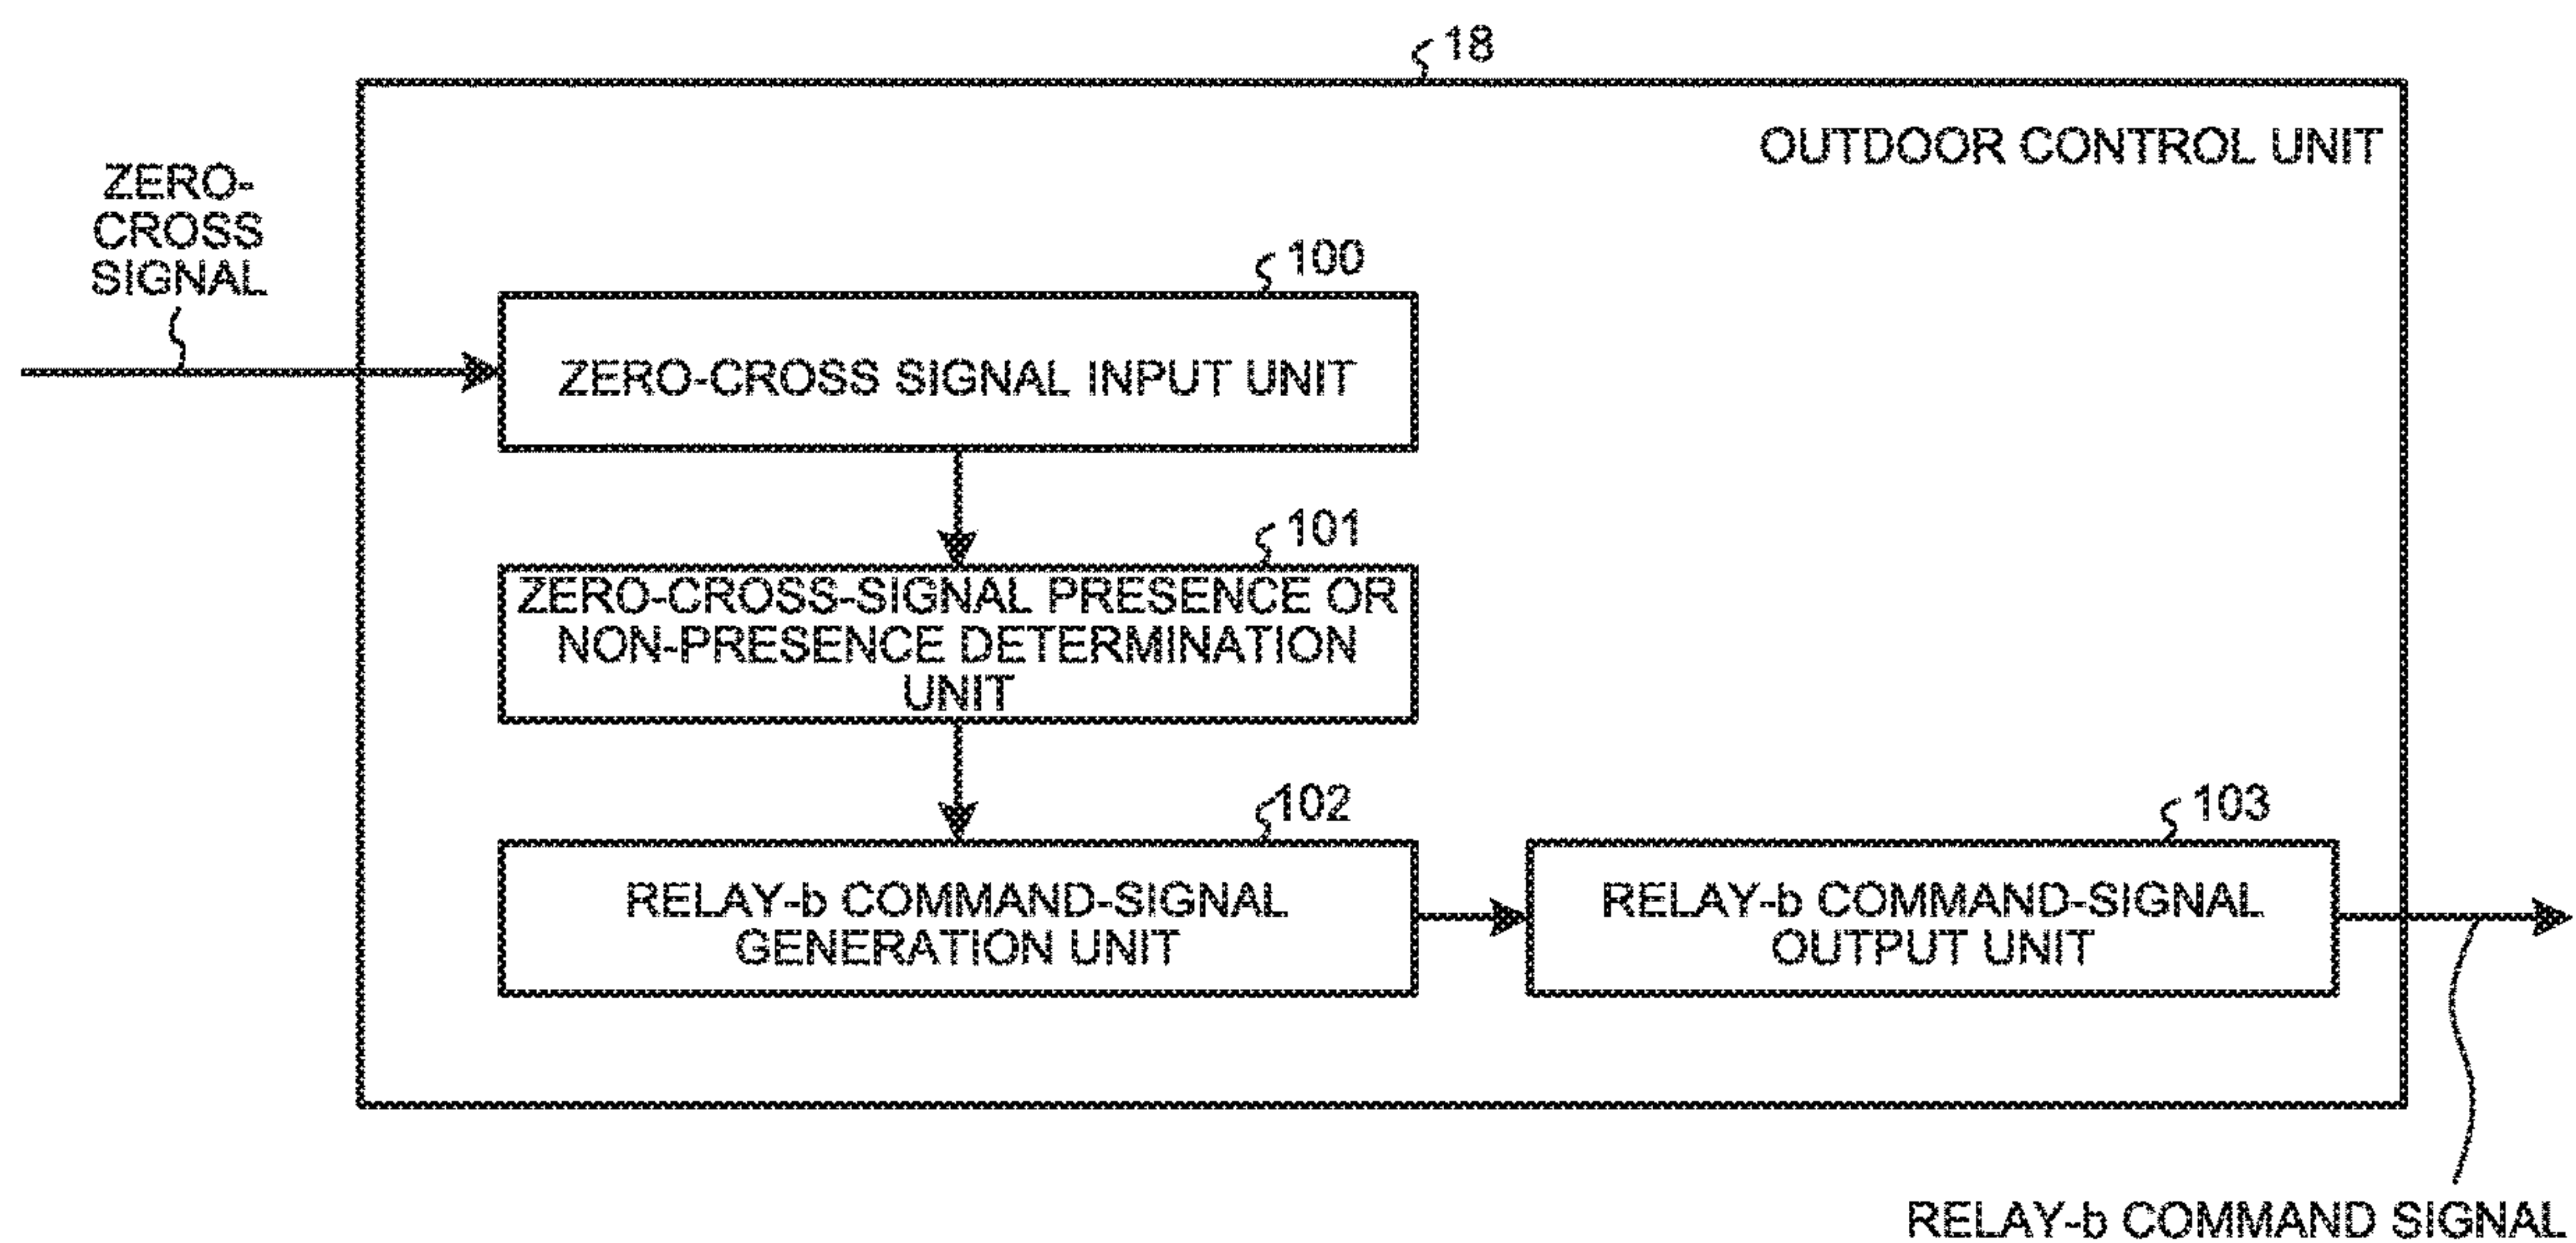 18
OUTDOOR CONTROL UNIT
ZERO-
CROSS
SIGNAL
100
ZERO-CROSS SIGNAL INPUT UNIT
101
ZERO-CROSS-SIGNAL PRESENCE OR
NON-PRESENCE DETERMINATION
UNIT
102
RELAY-b COMMAND-SIGNAL
GENERATION UNIT
103
RELAY-b COMMAND-SIGNAL
OUTPUT UNIT
RELAY-b COMMAND SIGNAL